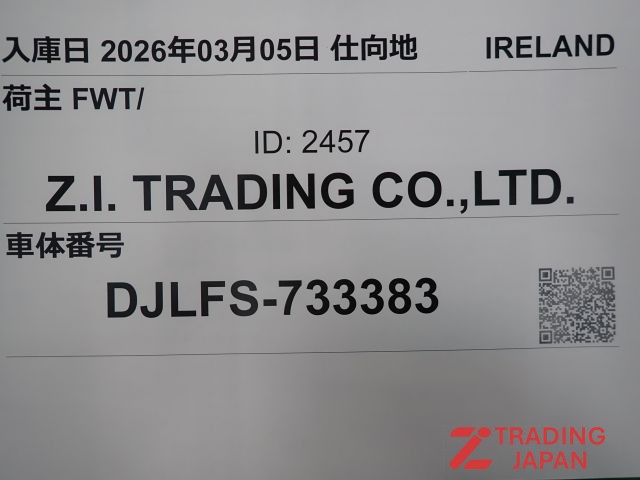 入庫日 2026年03月05日 仕向地 IRELAND
荷主 FWT/
ID: 2457
Z.I. TRADING CO.,LTD.
車体番号
DJLFS-733383
TRADING
JAPAN